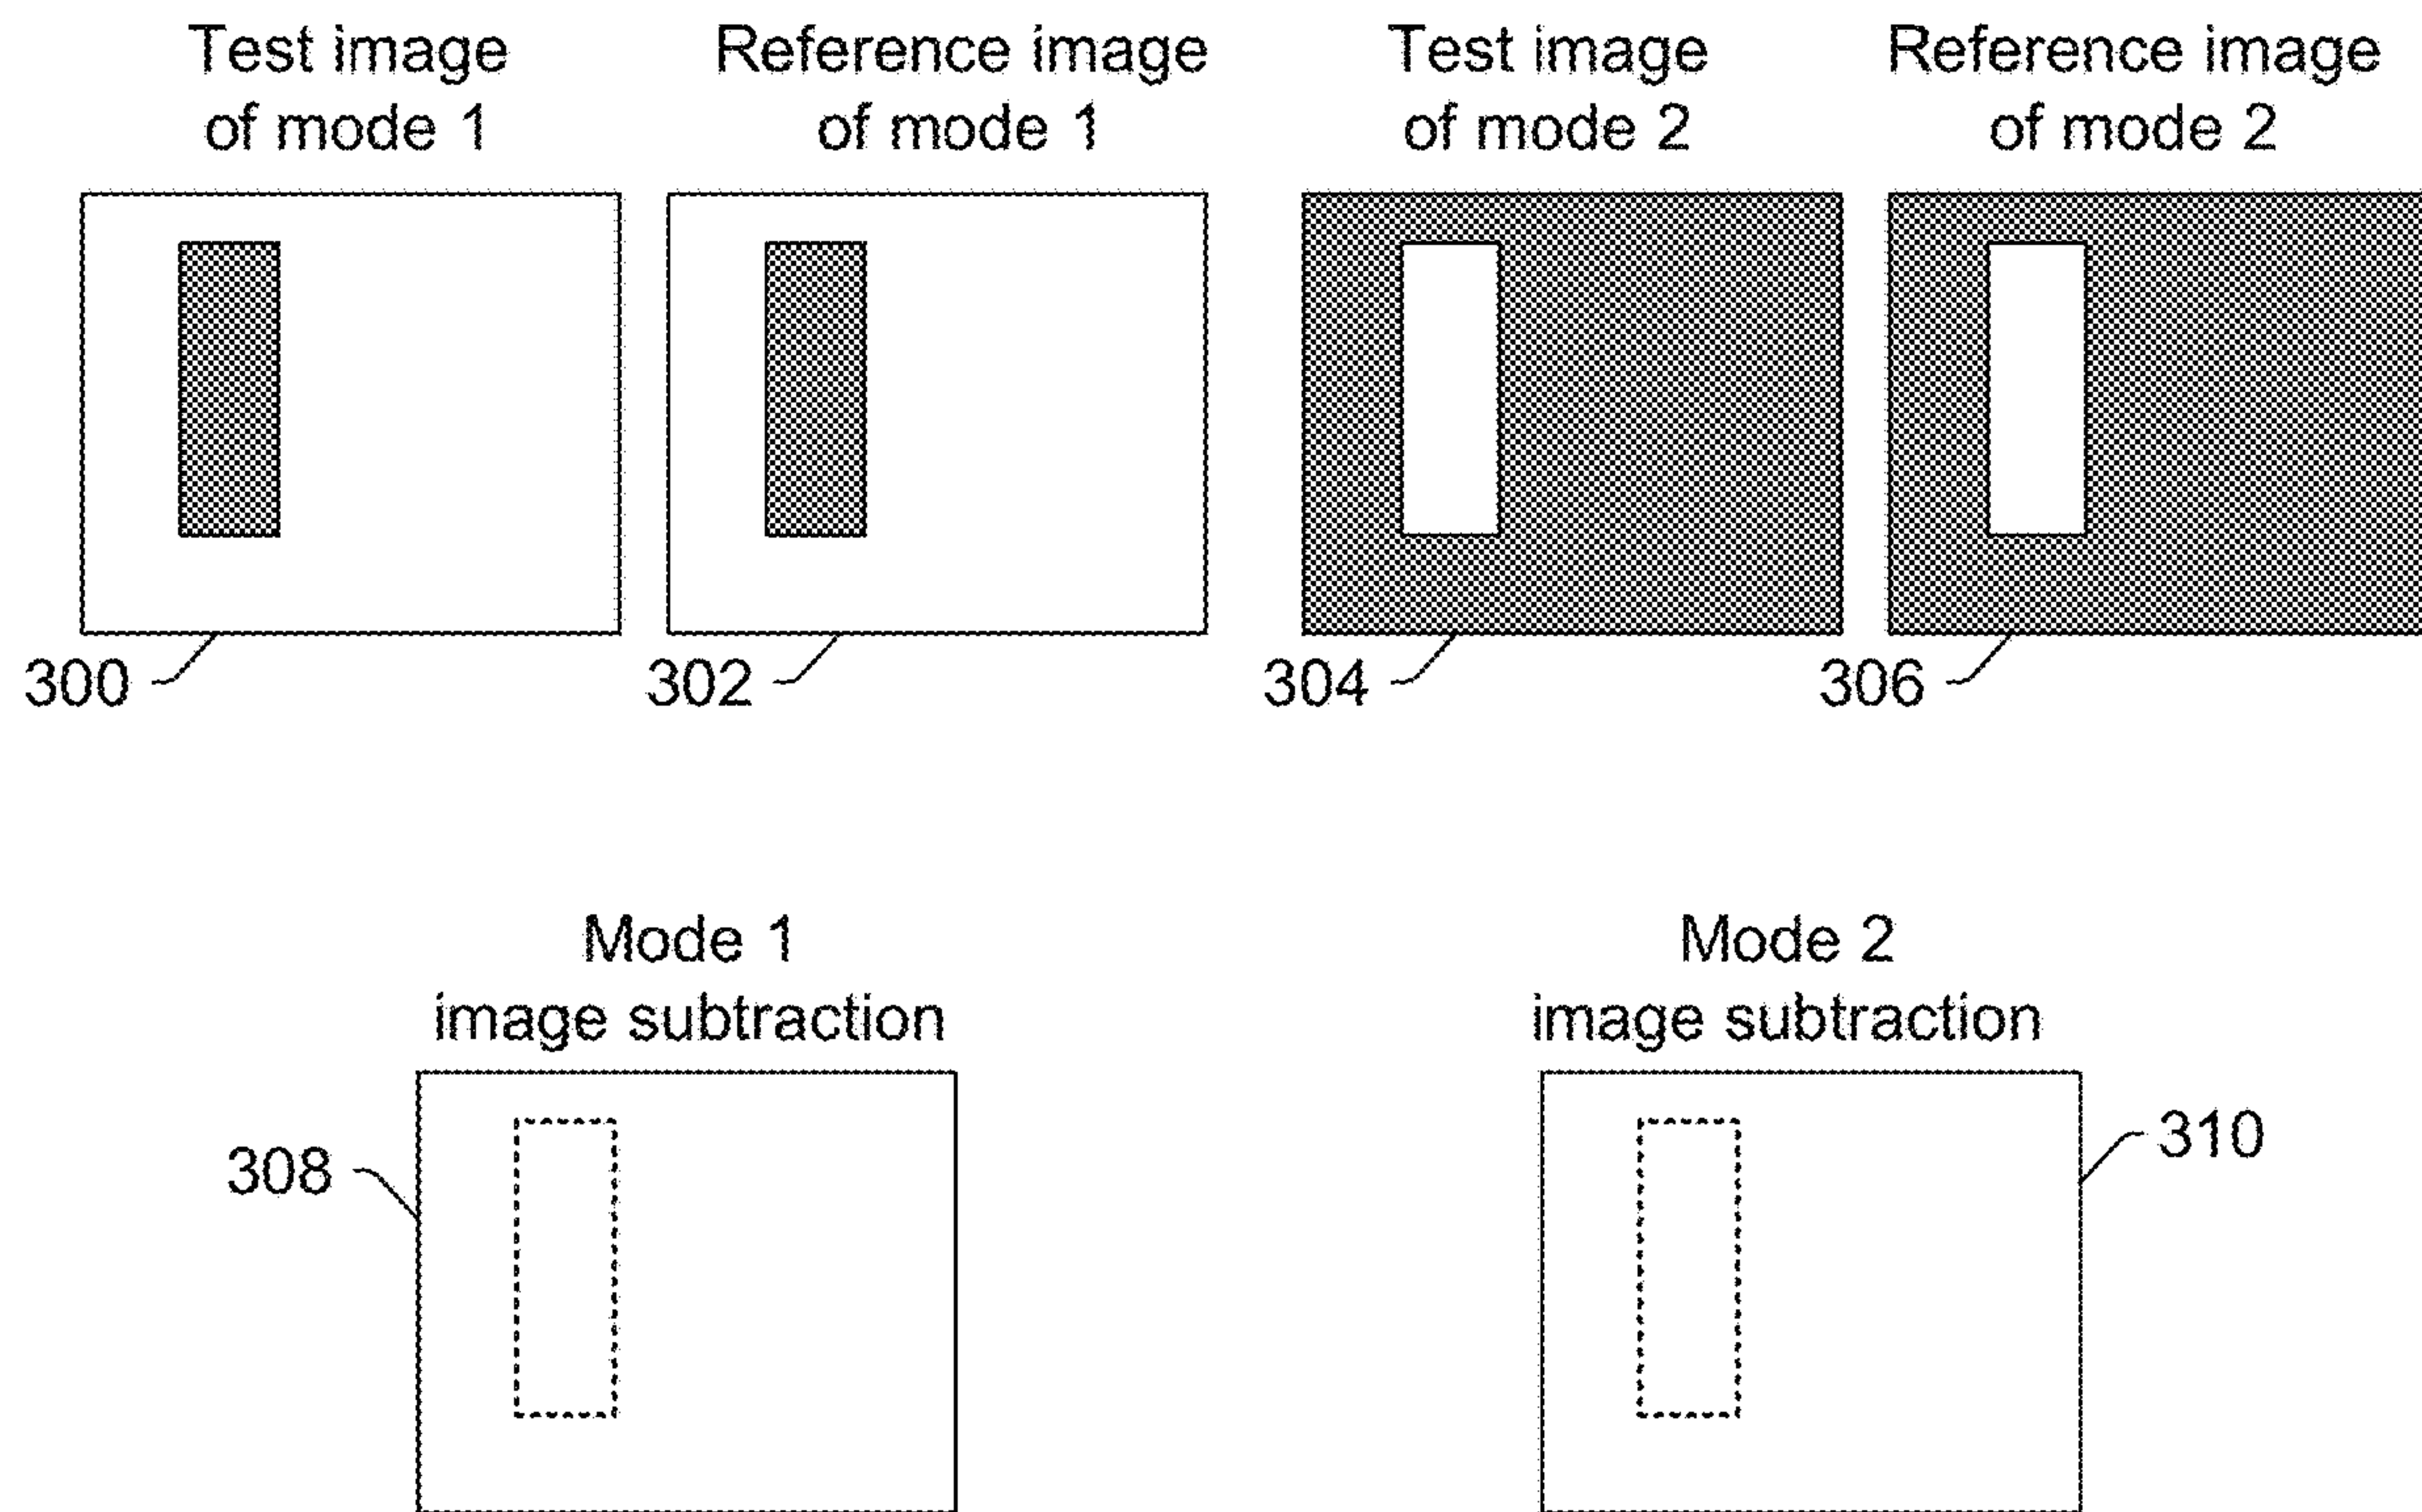 Test image
of mode 1
Reference image
of mode 1
Test image
of mode 2
Reference image
of mode 2
300
302
304
306
Mode 1
image subtraction
Mode 2
image subtraction
308
310